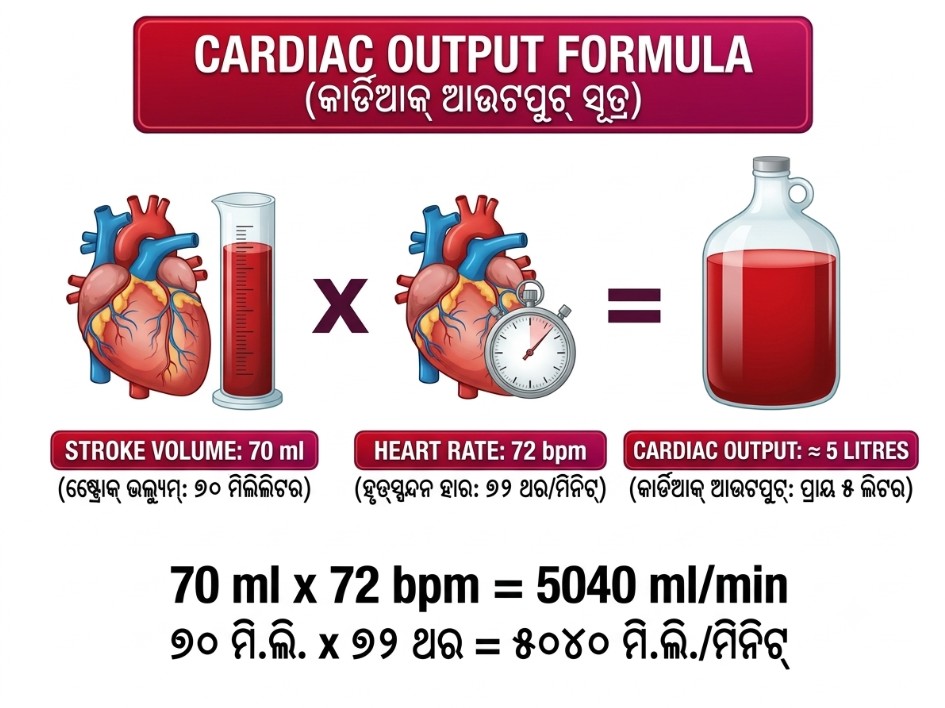 CARDIAC OUTPUT FORMULA
(କାର୍ଡିଆକ୍ ଆଉଟପୁଟ୍ ସୂତ୍ର)
STROKE VOLUME: 70 ml
(ଷ୍ଟ୍ରୋକ୍ ଭଲ୍ୟୁମ୍: ୭୦ ମିଲିଲିଟର)
X
HEART RATE: 72 bpm
(ହୃତ୍‌ସ୍ପନ୍ଦନ ହାର: ୭୨ ଥର/ମିନିଟ୍)
=
CARDIAC OUTPUT: ≈ 5 LITRES
(କାର୍ଡିଆକ୍ ଆଉଟପୁଟ୍: ପ୍ରାୟ ୫ ଲିଟର)
70 ml x 72 bpm = 5040 ml/min
୭୦ ମି.ଲି. x ୭୨ ଥର = ୫୦୪୦ ମି.ଲି./ମିନିଟ୍